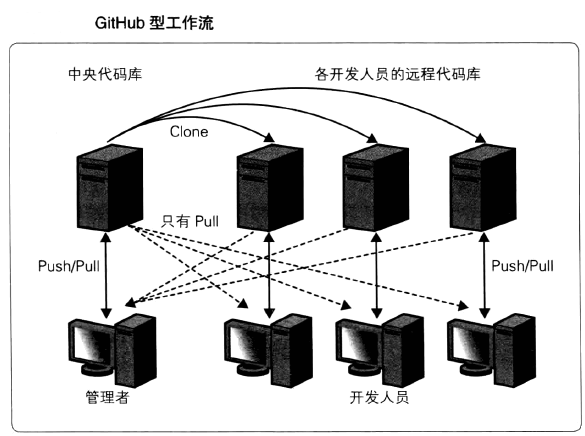 GitHub 型工作流
中央代码库
各开发人员的远程代码库
Clone
只有 Pull
Push/Pull
Push/Pull
管理者
开发人员